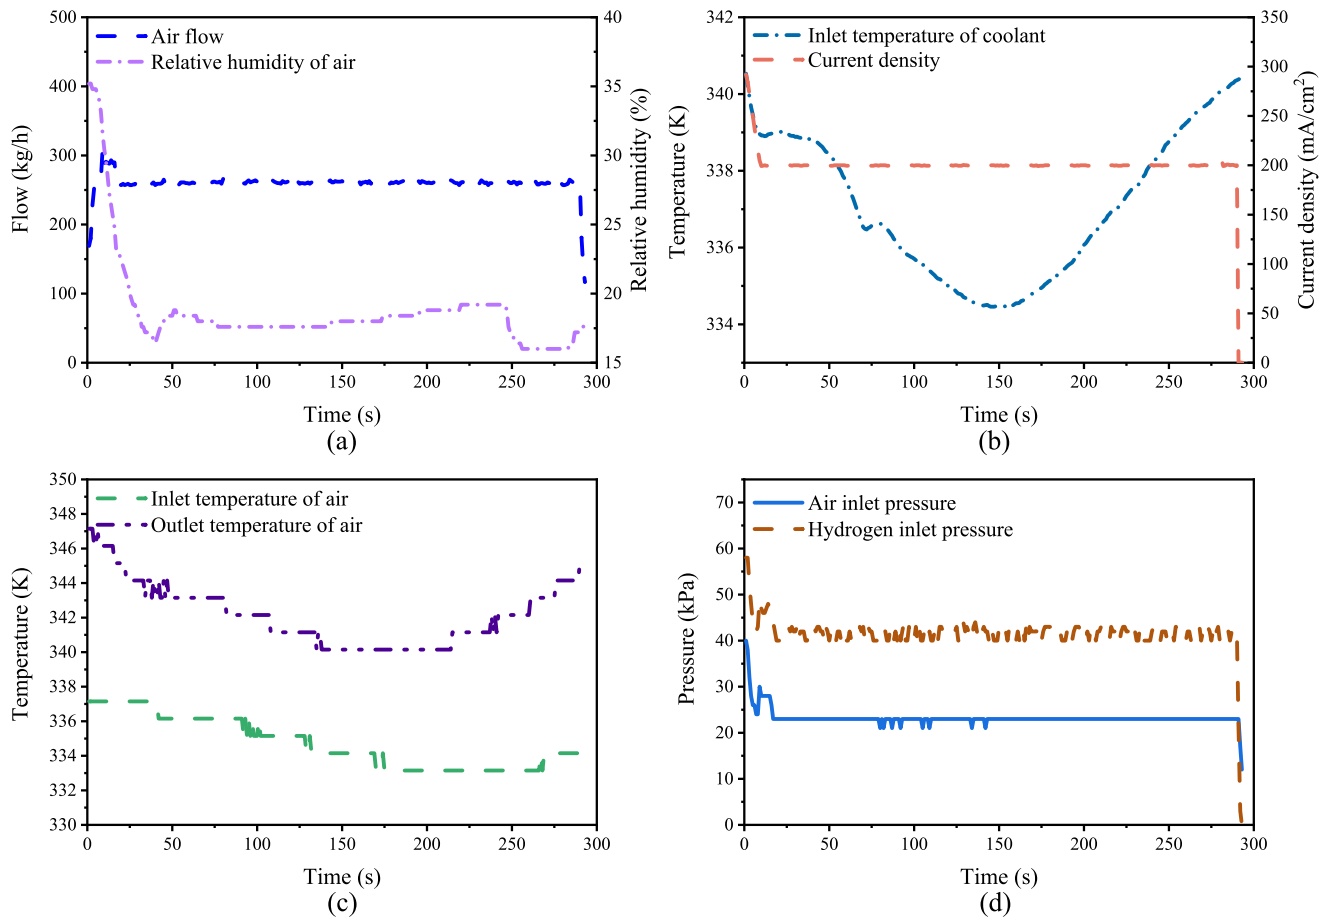 500 40 342 350
Air flow Inlet temperature of coolant
Relative humidity of air Current density
400 35 340 300
250
300 30 338 200
Flow (kg/h) Relative humidity (%) Temperature (K) Current density (mA/cm²)
200 25 336 150
100
100 20 334 50
0 15 0
0 50 100 150 200 250 300 0 50 100 150 200 250 300
Time (s) Time (s)
(a) (b)
350
348 70
Inlet temperature of air Air inlet pressure
Outlet temperature of air Hydrogen inlet pressure
346 60
344 50
342 40
Temperature (K) Pressure (kPa)
340
338 30
336 20
334
332 10
330 0
0 50 100 150 200 250 300 0 50 100 150 200 250 300
Time (s) Time (s)
(c) (d)